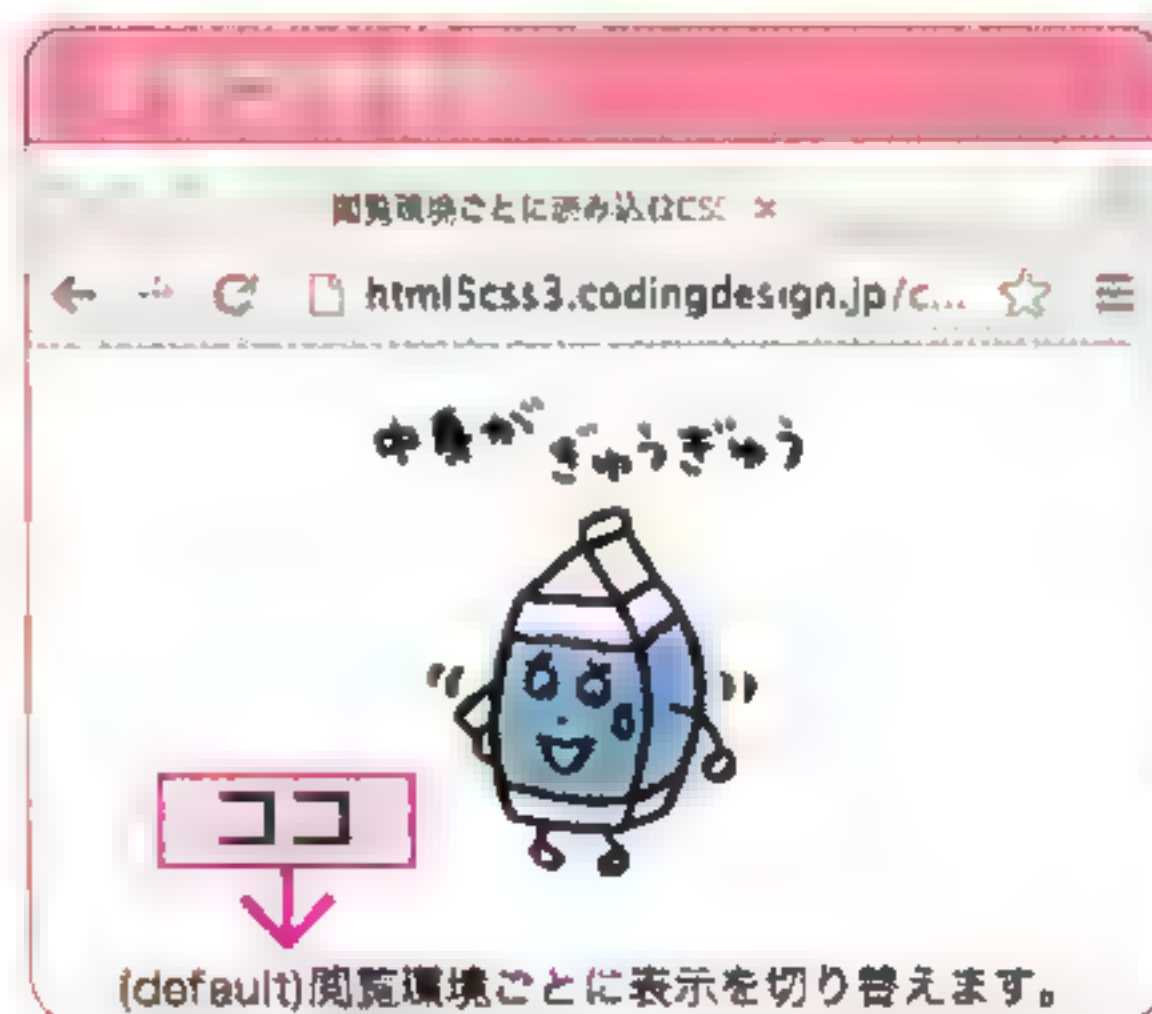 閲覧環境ごとに読み込むCSS ×
html5css3.codingdesign.jp/c...
中身が ぎゅうぎゅう
ココ
(default)閲覧環境ごとに表示を切り替えます。